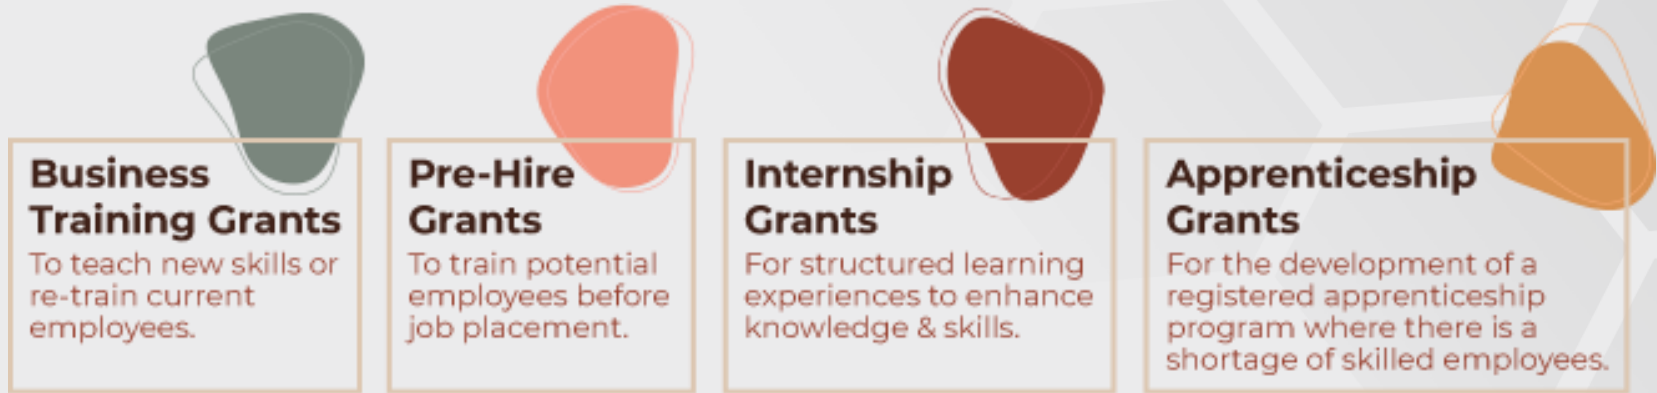 Business
Training Grants
To teach new skills or
re-train current
employees.
Pre-Hire
Grants
To train potential
employees before
job placement.
Internship
Grants
For structured learning
experiences to enhance
knowledge & skills.
Apprenticeship
Grants
For the development of a
registered apprenticeship
program where there is a
shortage of skilled employees.